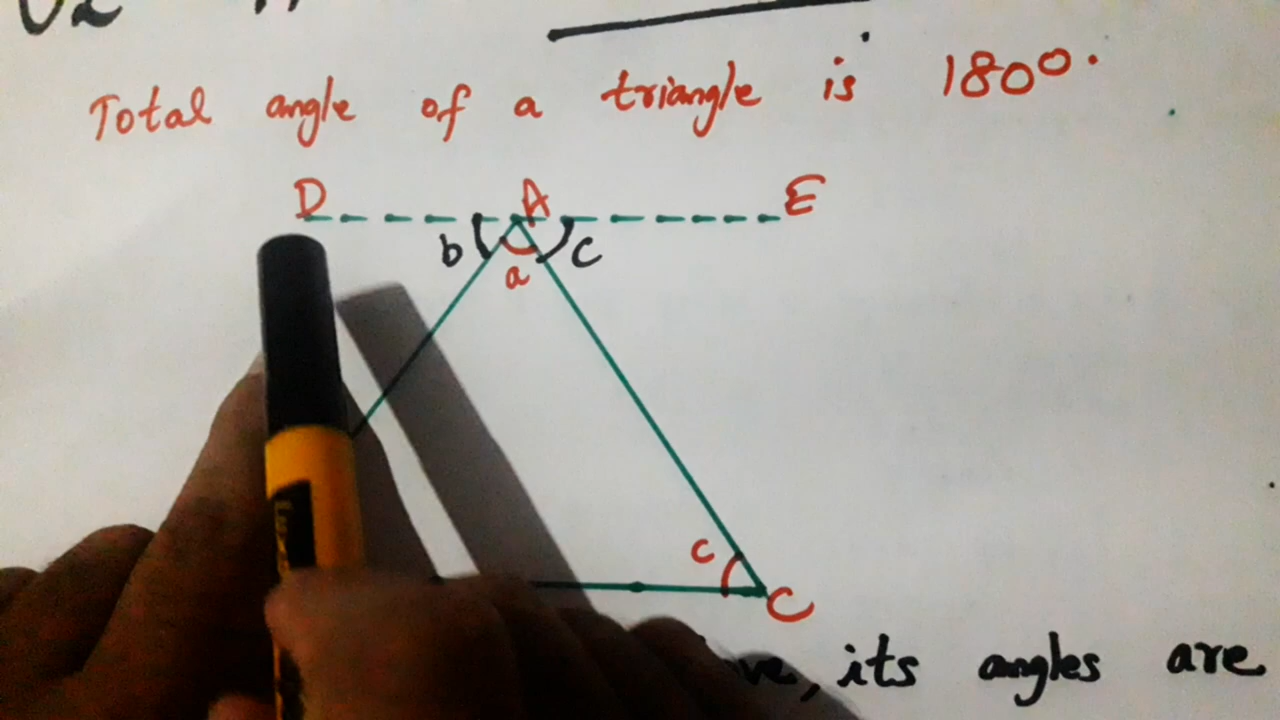 Total angle of a triangle is 180°.
D A E
b a c
c
C
, its angles are